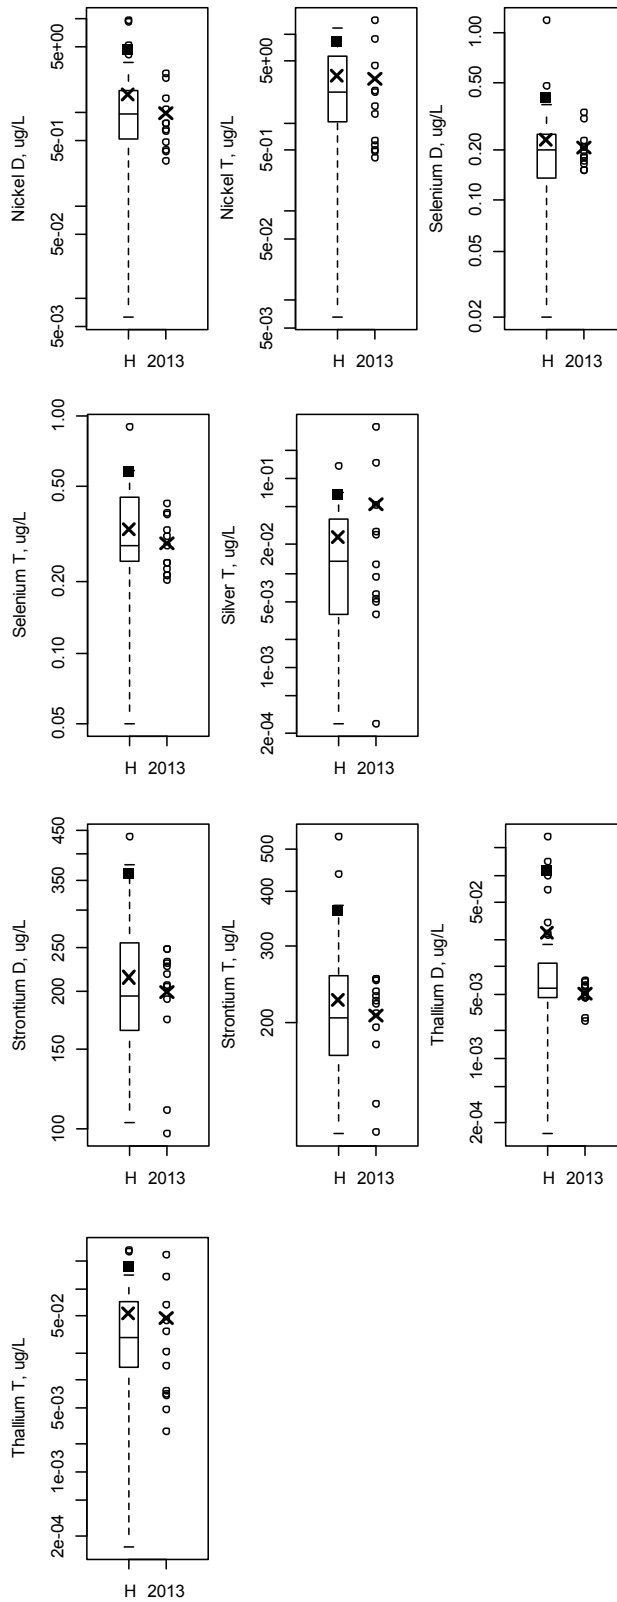 Nickel D, ug/L
5e+00
5e-01
5e-02
5e-03
H 2013
Nickel T, ug/L
5e+00
5e-01
5e-02
5e-03
H 2013
Selenium D, ug/L
1.00
0.50
0.20
0.10
0.05
0.02
H 2013
Selenium T, ug/L
1.00
0.50
0.20
0.10
0.05
H 2013
Silver T, ug/L
1e-01
2e-02
5e-03
1e-03
2e-04
H 2013
Strontium D, ug/L
450
350
250
200
150
100
H 2013
Strontium T, ug/L
500
400
300
200
H 2013
Thallium D, ug/L
5e-02
5e-03
1e-03
2e-04
H 2013
Thallium T, ug/L
5e-02
5e-03
1e-03
2e-04
H 2013